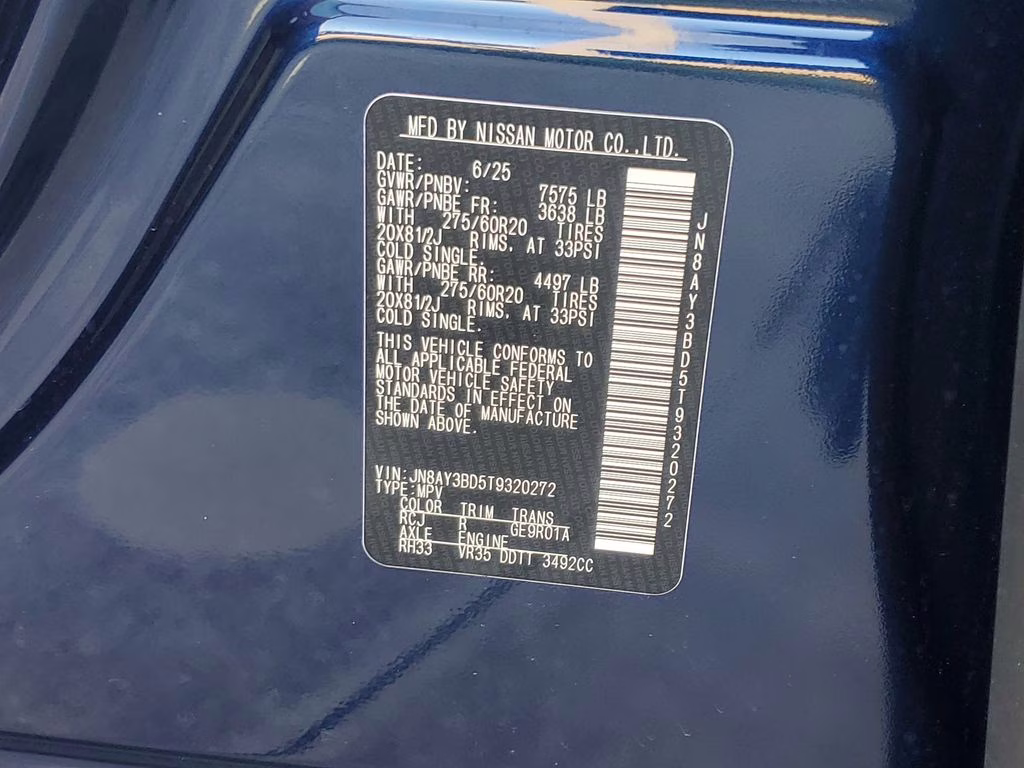 MFD BY NISSAN MOTOR CO.,LTD.
DATE: 6/25
GVWR/PNBV: 7575 LB
GAWR/PNBE FR: 3638 LB
WITH 275/60R20 TIRES
20X81/2J RIMS, AT 33PSI
COLD SINGLE.
GAWR/PNBE RR: 4497 LB
WITH 275/60R20 TIRES
20X81/2J RIMS, AT 33PSI
COLD SINGLE.
THIS VEHICLE CONFORMS TO
ALL APPLICABLE FEDERAL
MOTOR VEHICLE SAFETY
STANDARDS IN EFFECT ON
THE DATE OF MANUFACTURE
SHOWN ABOVE.
VIN:JN8AY3BD5T9320272
TYPE:MPV
COLOR TRIM TRANS
RCJ R GE9R01A
AXLE ENGINE
RH33 VR35 DDTT 3492CC
JN8AY3BD5T9320272